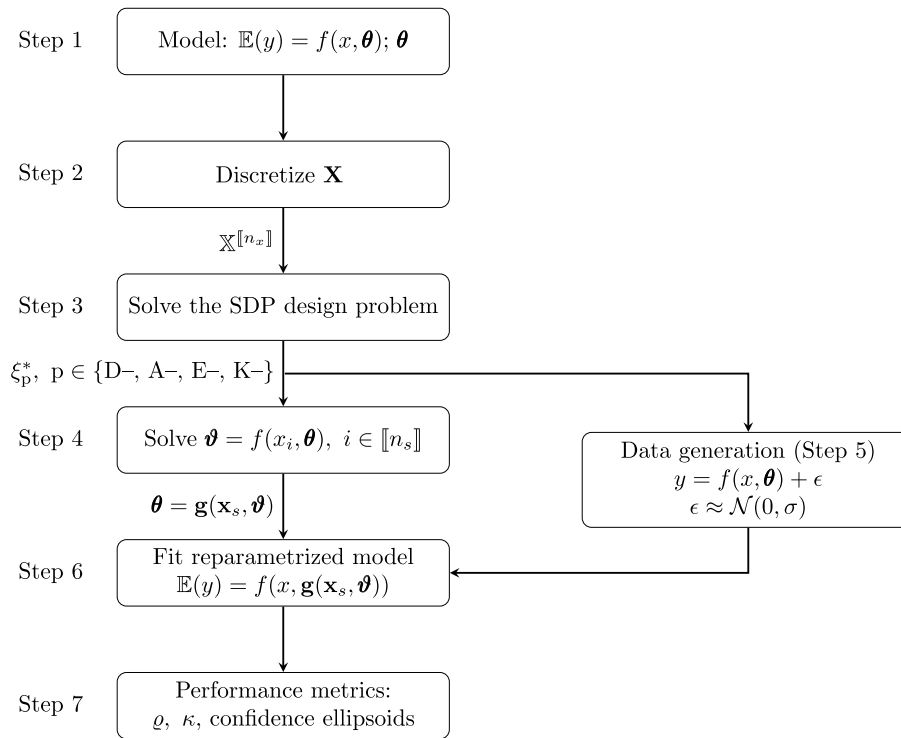 Step 1
Model: 𝔼(y) = f(x, 𝜽); 𝜽
Step 2
Discretize 𝐗
𝕏^{⟦n_x⟧}
Step 3
Solve the SDP design problem
ξ_p^*, p ∈ {D–, A–, E–, K–}
Step 4
Solve 𝝑 = f(x_i, 𝜽), i ∈ ⟦n_s⟧
Data generation (Step 5)
y = f(x, 𝜽) + ϵ
ϵ ≈ 𝒩(0, σ)
𝜽 = 𝐠(𝐱_s, 𝝑)
Step 6
Fit reparametrized model
𝔼(y) = f(x, 𝐠(𝐱_s, 𝝑))
Step 7
Performance metrics:
ϱ, κ, confidence ellipsoids